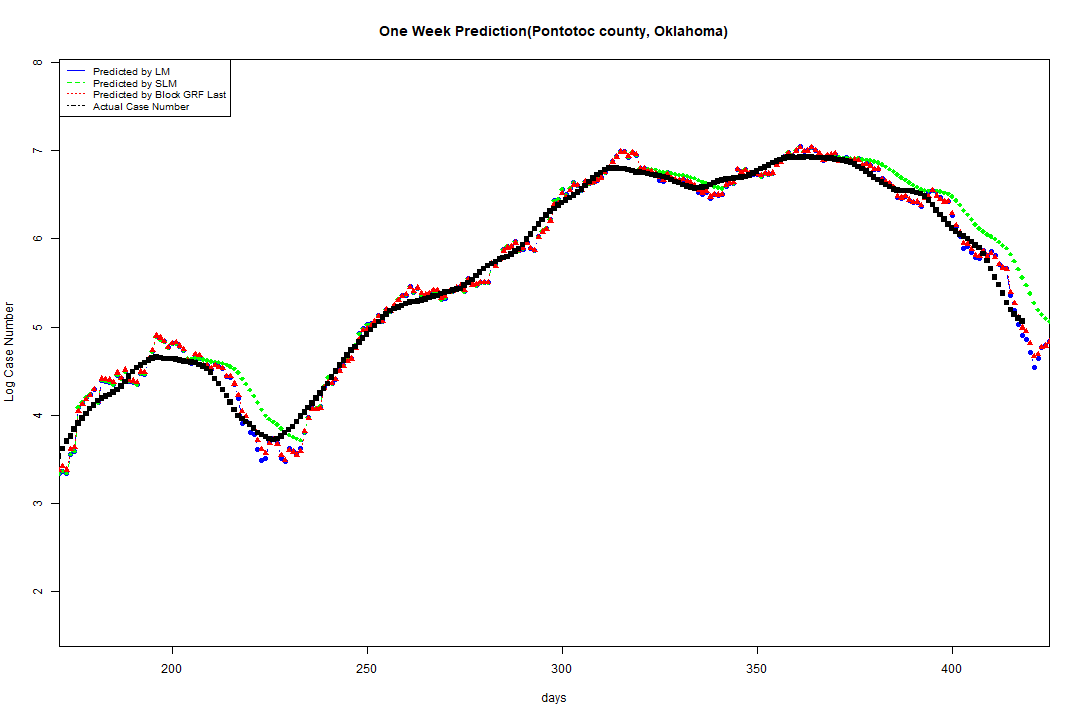 One Week Prediction(Pontotoc county, Oklahoma)
Predicted by LM
Predicted by SLM
Predicted by Block GRF Last
Actual Case Number
8
7
6
5
4
3
2
Log Case Number
200 250 300 350 400
days